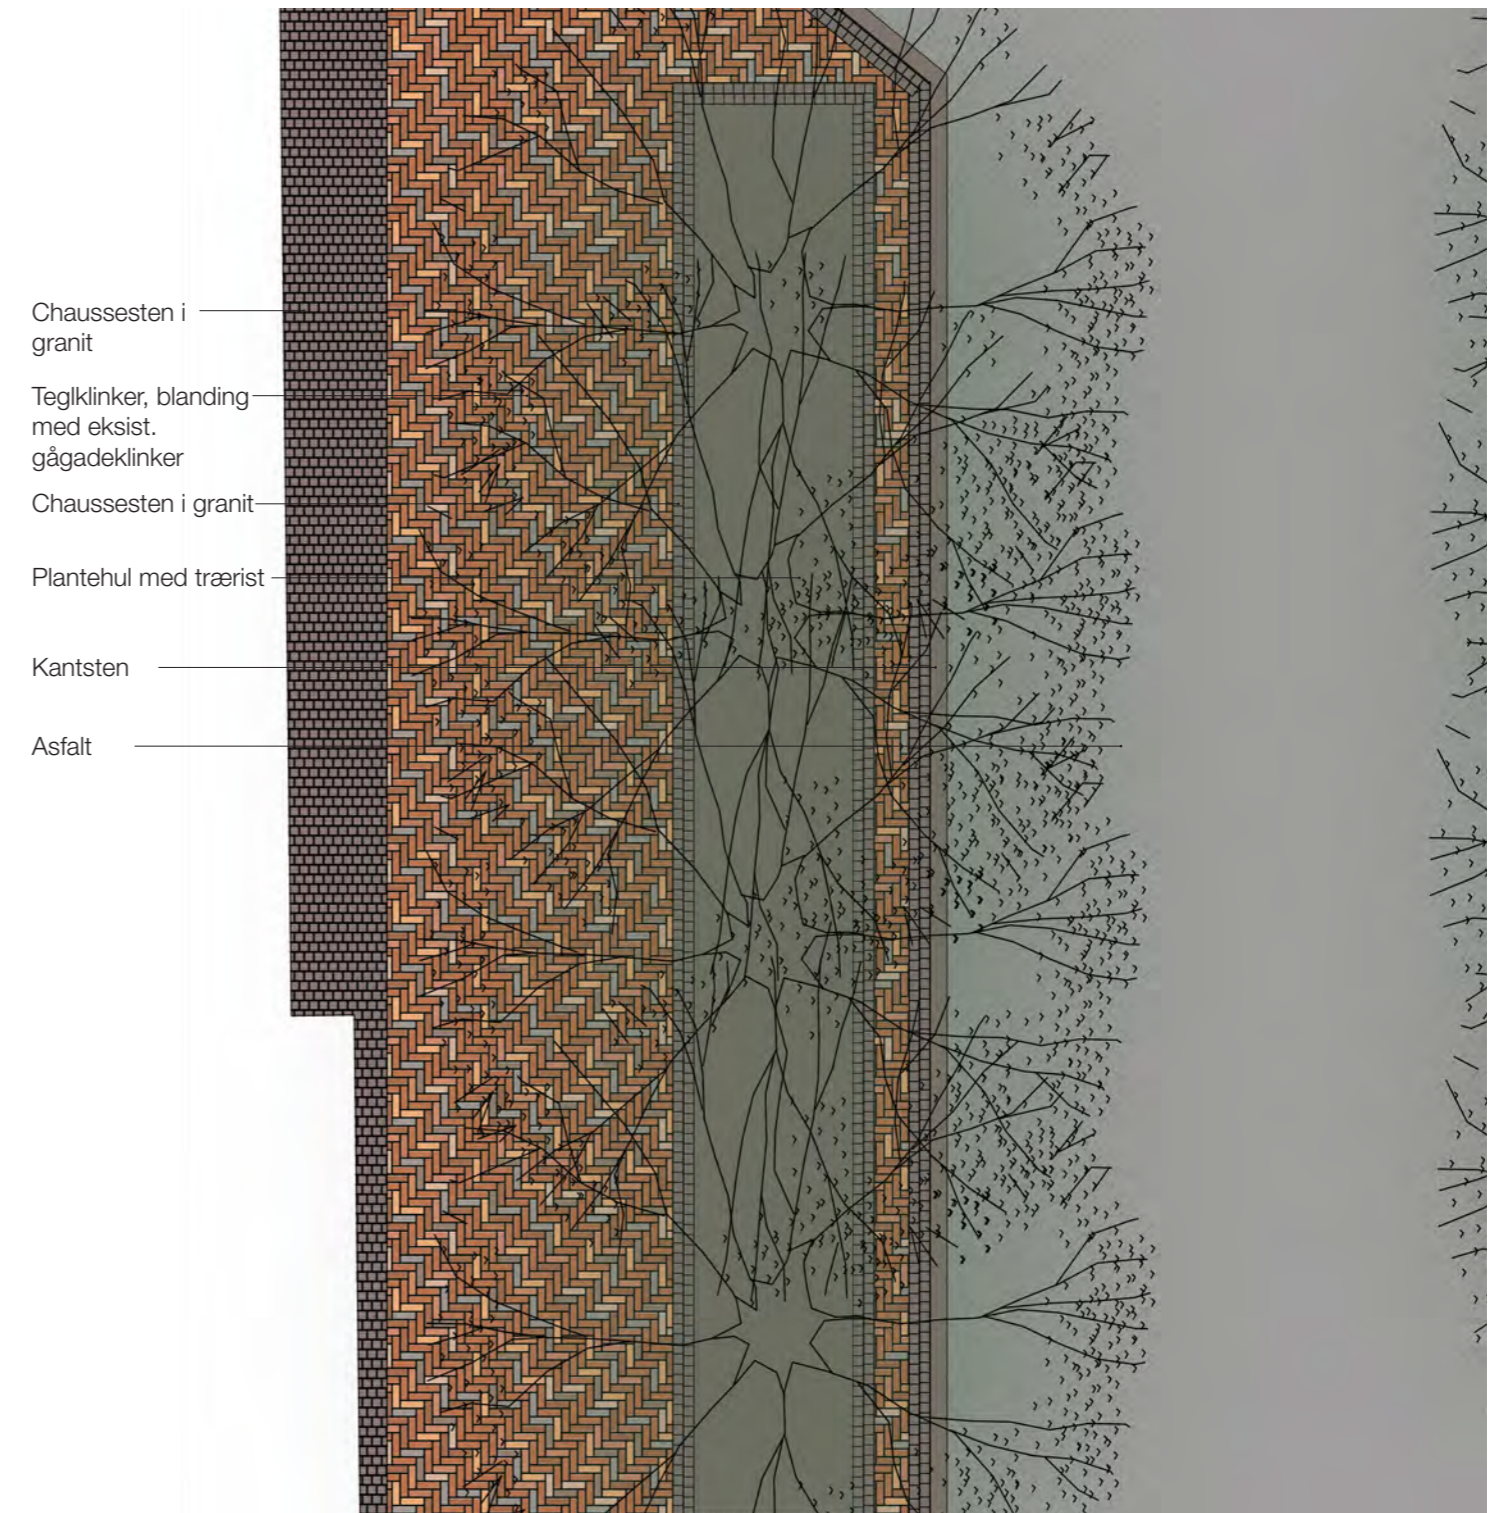 Chaussesten i
granit
Teglklinker, blanding
med eksist.
gågadeklinker
Chaussesten i granit
Plantehul med trærist
Kantsten
Asfalt